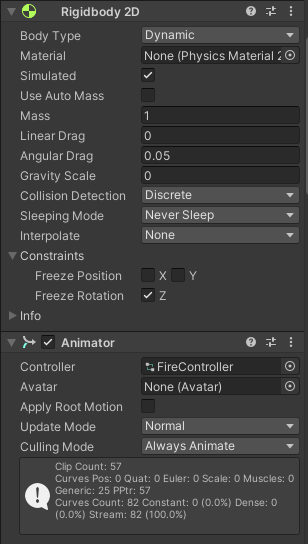 Rigidbody 2D
Body Type Dynamic
Material None (Physics Material 2
Simulated
Use Auto Mass
Mass 1
Linear Drag 0
Angular Drag 0.05
Gravity Scale 0
Collision Detection Discrete
Sleeping Mode Never Sleep
Interpolate None
Constraints
Freeze Position X Y
Freeze Rotation Z
Info
Animator
Controller FireController
Avatar None (Avatar)
Apply Root Motion
Update Mode Normal
Culling Mode Always Animate
Clip Count: 57
Curves Pos: 0 Quat: 0 Euler: 0 Scale: 0 Muscles: 0
Generic: 25 PPtr: 57
Curves Count: 82 Constant: 0 (0.0%) Dense: 0
(0.0%) Stream: 82 (100.0%)